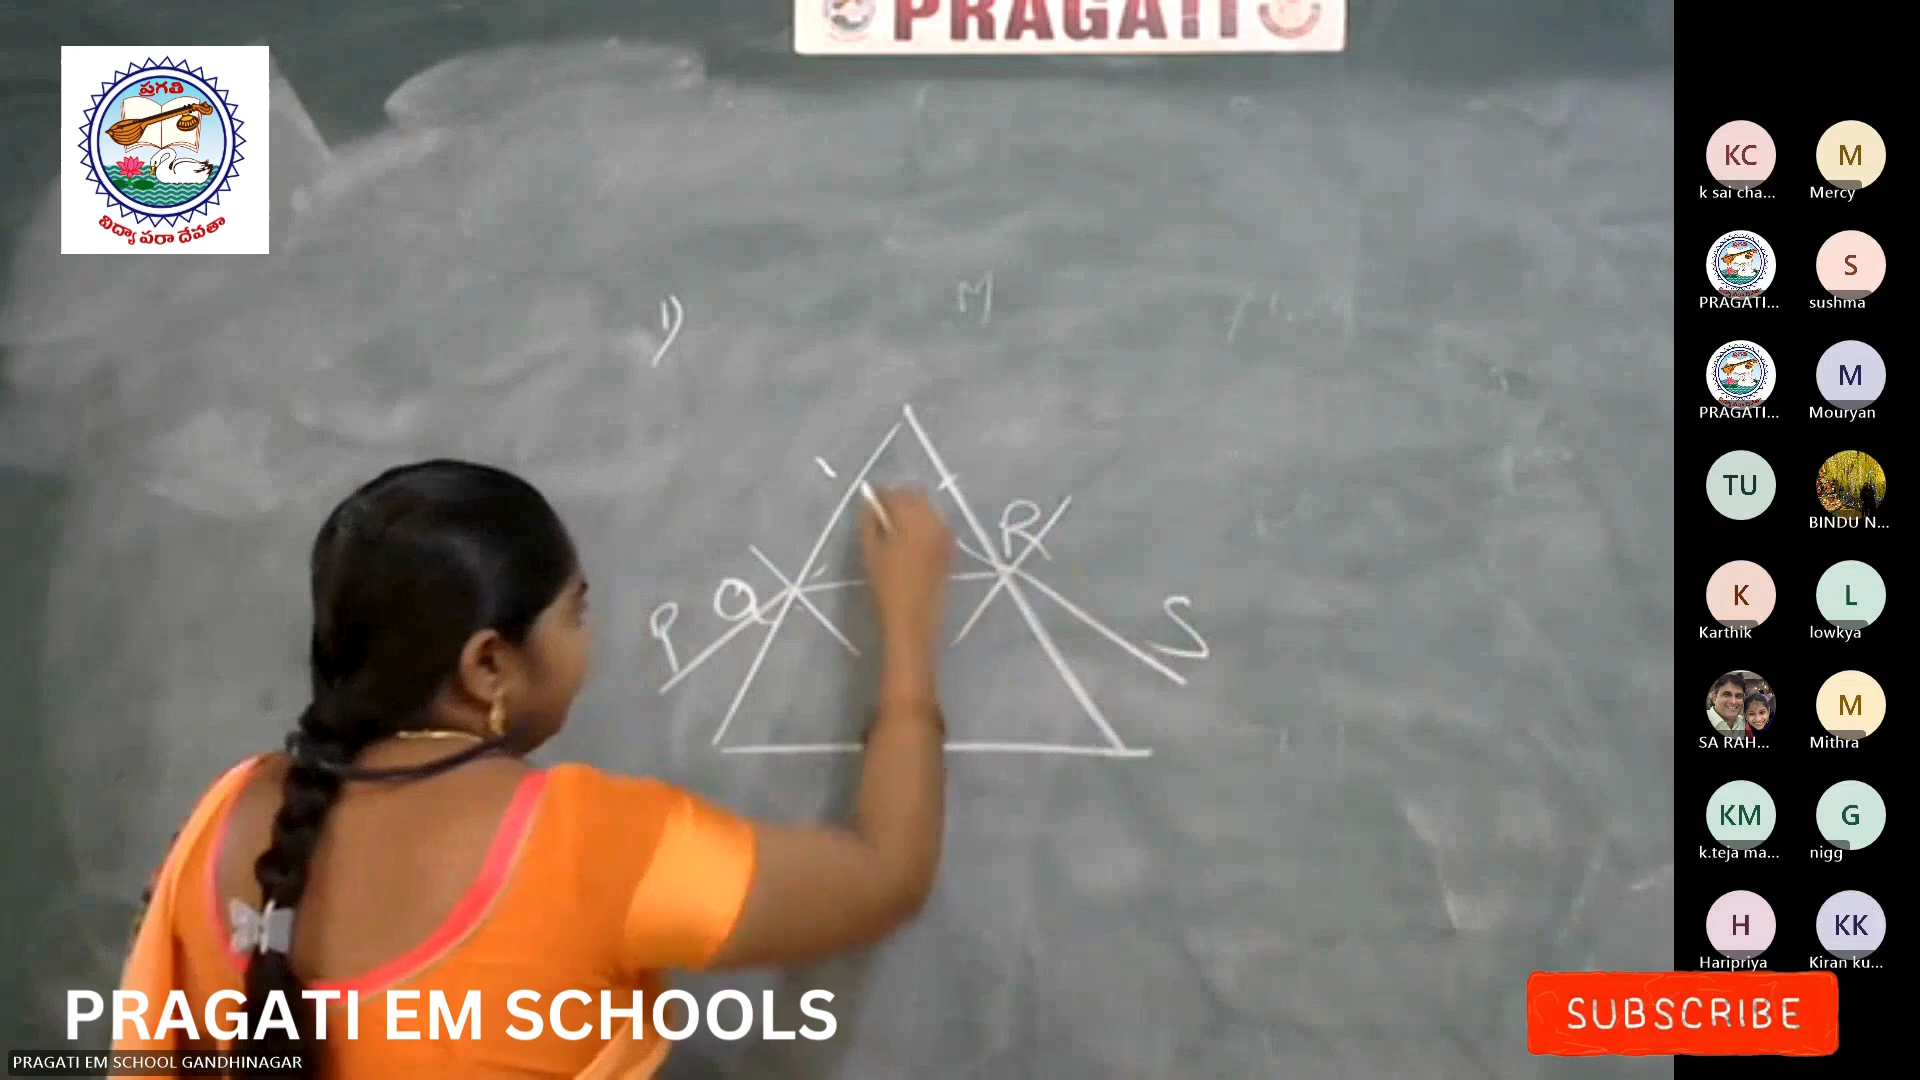 PRAGATI
ప్రగతి
విద్యా పరా దేవతా
1)
M
R
Q
P
S
KC
k sai cha...
M
Mercy
PRAGATI...
S
sushma
PRAGATI...
M
Mouryan
TU
BINDU N...
K
Karthik
L
lowkya
SA RAH...
M
Mithra
KM
k.teja ma...
G
nigg
H
Haripriya
KK
Kiran ku...
PRAGATI EM SCHOOLS
SUBSCRIBE
PRAGATI EM SCHOOL GANDHINAGAR